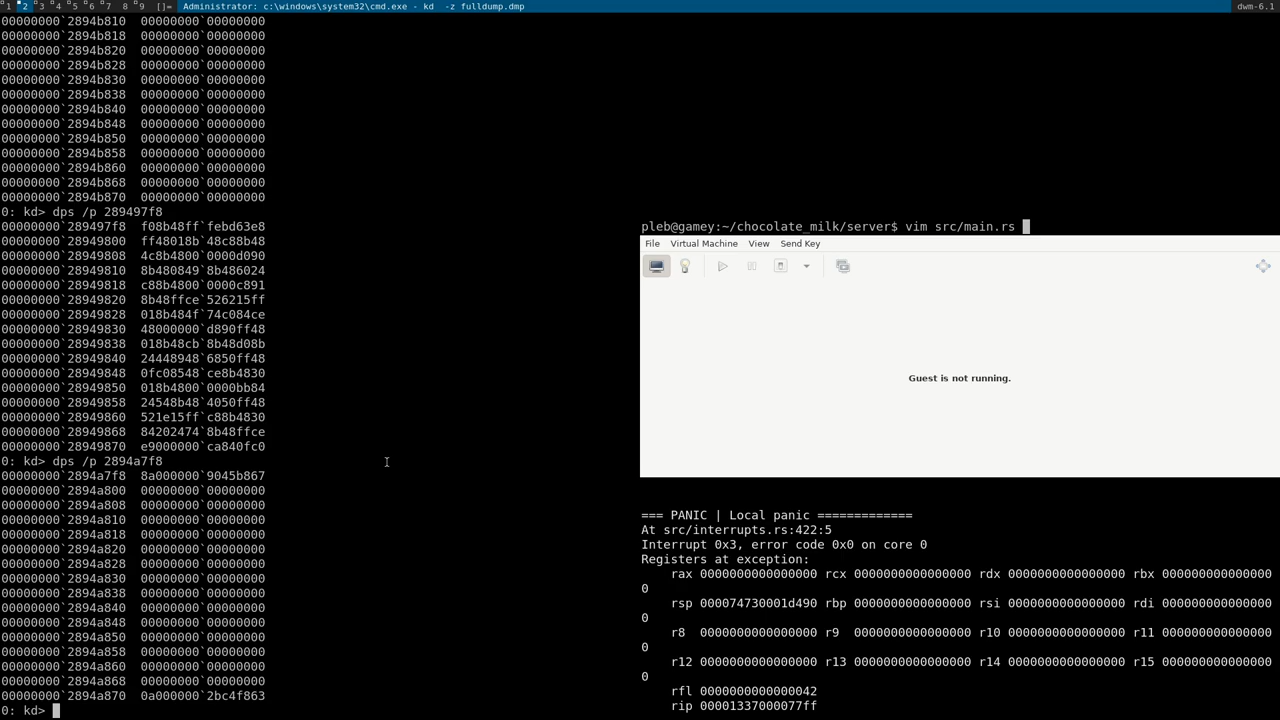 1 2 3 4 5 6 7 8 9 []= Administrator: c:\windows\system32\cmd.exe - kd  -z fulldump.dmp dwm-6.1
00000000`2894b810  00000000`00000000
00000000`2894b818  00000000`00000000
00000000`2894b820  00000000`00000000
00000000`2894b828  00000000`00000000
00000000`2894b830  00000000`00000000
00000000`2894b838  00000000`00000000
00000000`2894b840  00000000`00000000
00000000`2894b848  00000000`00000000
00000000`2894b850  00000000`00000000
00000000`2894b858  00000000`00000000
00000000`2894b860  00000000`00000000
00000000`2894b868  00000000`00000000
00000000`2894b870  00000000`00000000
0: kd> dps /p 289497f8
00000000`289497f8  f08b48ff`febd63e8
00000000`28949800  ff48018b`48c88b48
00000000`28949808  4c8b4800`0000d090
00000000`28949810  8b480849`8b486024
00000000`28949818  c88b4800`0000c891
00000000`28949820  8b48ffce`526215ff
00000000`28949828  018b484f`74c084ce
00000000`28949830  48000000`d890ff48
00000000`28949838  018b48cb`8b48d08b
00000000`28949840  24448948`6850ff48
00000000`28949848  0fc08548`ce8b4830
00000000`28949850  018b4800`0000bb84
00000000`28949858  24548b48`4050ff48
00000000`28949860  521e15ff`c88b4830
00000000`28949868  84202474`8b48ffce
00000000`28949870  e9000000`ca840fc0
0: kd> dps /p 2894a7f8
00000000`2894a7f8  8a000000`9045b867
00000000`2894a800  00000000`00000000
00000000`2894a808  00000000`00000000
00000000`2894a810  00000000`00000000
00000000`2894a818  00000000`00000000
00000000`2894a820  00000000`00000000
00000000`2894a828  00000000`00000000
00000000`2894a830  00000000`00000000
00000000`2894a838  00000000`00000000
00000000`2894a840  00000000`00000000
00000000`2894a848  00000000`00000000
00000000`2894a850  00000000`00000000
00000000`2894a858  00000000`00000000
00000000`2894a860  00000000`00000000
00000000`2894a868  00000000`00000000
00000000`2894a870  0a000000`2bc4f863
0: kd>
pleb@gamey:~/chocolate_milk/server$ vim src/main.rs
File Virtual Machine View Send Key
Guest is not running.
=== PANIC | Local panic =============
At src/interrupts.rs:422:5
Interrupt 0x3, error code 0x0 on core 0
Registers at exception:
rax 0000000000000000 rcx 0000000000000000 rdx 0000000000000000 rbx 000000000000000
0
rsp 000074730001d490 rbp 0000000000000000 rsi 0000000000000000 rdi 000000000000000
0
r8  0000000000000000 r9  0000000000000000 r10 0000000000000000 r11 000000000000000
0
r12 0000000000000000 r13 0000000000000000 r14 0000000000000000 r15 000000000000000
0
rfl 0000000000000042
rip 00001337000077ff